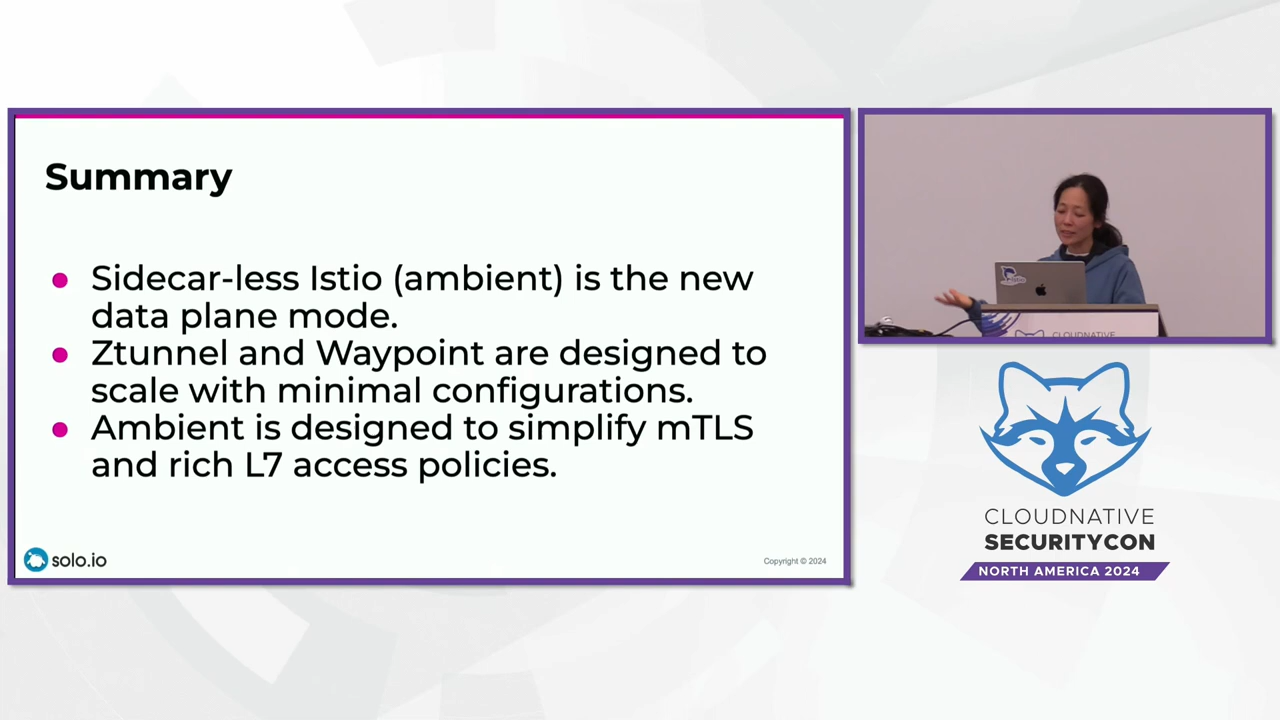 Summary
Sidecar-less Istio (ambient) is the new
data plane mode.
Ztunnel and Waypoint are designed to
scale with minimal configurations.
Ambient is designed to simplify mTLS
and rich L7 access policies.
solo.io
Copyright © 2024
CLOUDNATIVE
CLOUDNATIVE
SECURITYCON
NORTH AMERICA 2024